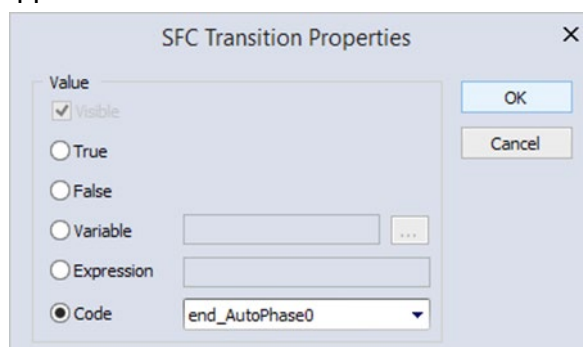 SFC Transition Properties
Value
OK
Visible
Cancel
True
False
Variable
...
Expression
Code
end_AutoPhase0